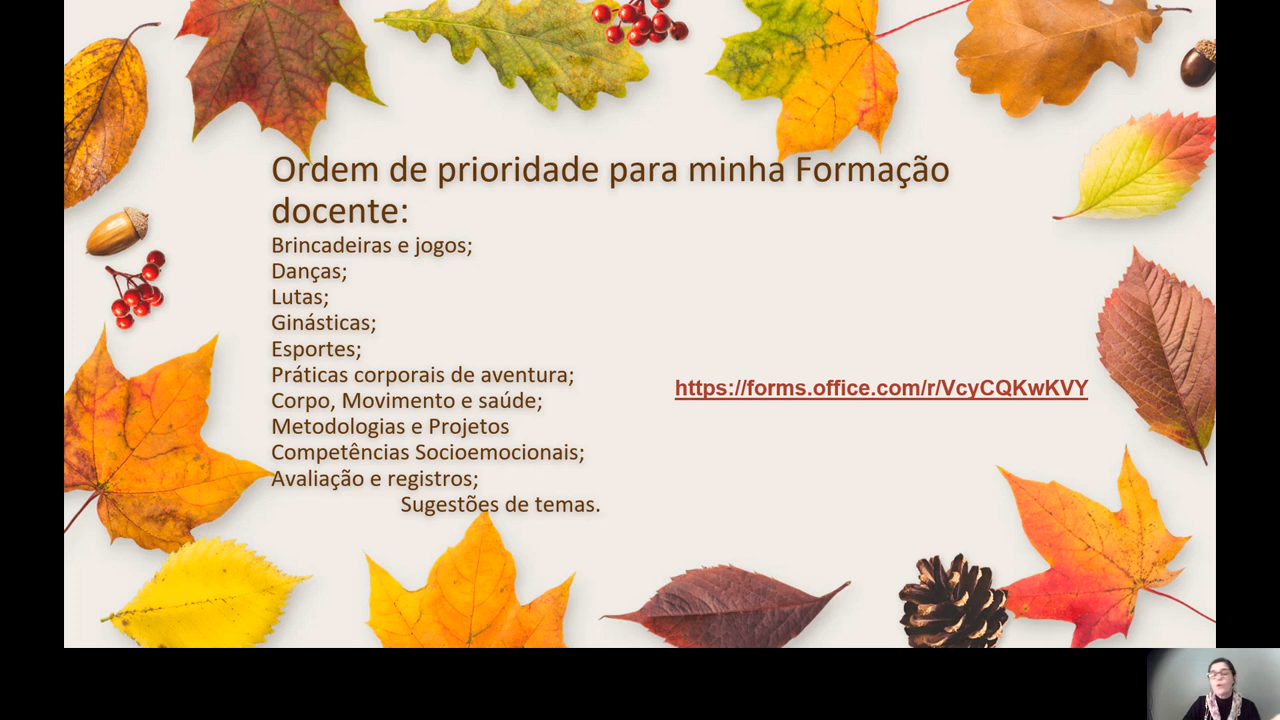 Ordem de prioridade para minha Formação
docente:
Brincadeiras e jogos;
Danças;
Lutas;
Ginásticas;
Esportes;
Práticas corporais de aventura;
Corpo, Movimento e saúde;
Metodologias e Projetos
Competências Socioemocionais;
Avaliação e registros;
Sugestões de temas.
https://forms.office.com/r/VcyCQKwKVY